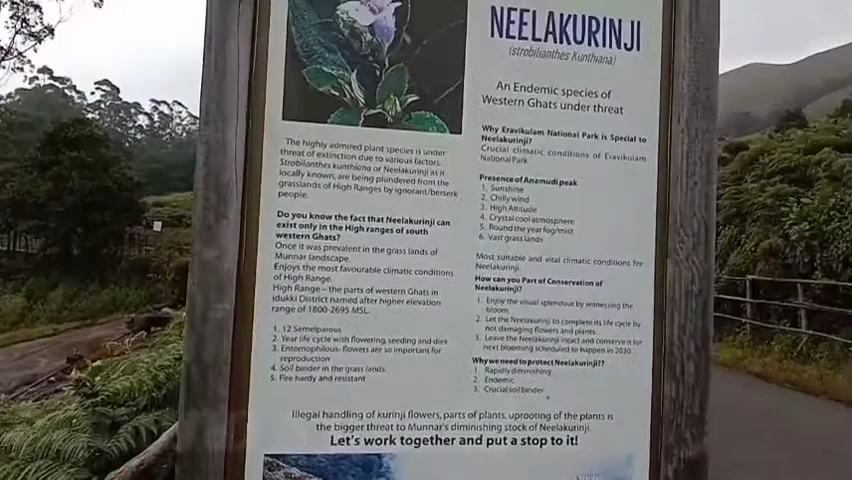 NEELAKURINJI
(strobilianthes Kunthiana)
An Endemic species of
Western Ghats under threat
The highly admired plant species is under
threat of extinction due to various factors.
Strobilanthes kunthiana or Neelakurinji as it
locally known, are being plundered from the
grasslands of High Ranges by ignorant/berserk
people.
Do you know the fact that Neelakurinji can
exist only in the High ranges of south
western Ghats?
Once it was prevalent in the grass lands of
Munnar landscape.
Enjoys the most favourable climatic conditions
of High Range.
High Range – the parts of western Ghats in
Idukki District named after higher elevation
range of 1800-2695 MSL.
1. 12 Semelparous
2. Year life cycle with flowering, seeding and dies
3. Entomophilous- flowers are so important for
reproduction
4. Soil binder in the grass lands.
5. Fire hardy and resistant
Why Eravikulam National Park is Special to
Neelakurinji?
Crucial climatic conditions of Eravikulam
National Park
Presence of Anamudi peak
1. Sunshine
2. Chilly wind
3. High Altitude
4. Crystal cool atmosphere
5. Round the year fog/mist
6. Vast grass lands
Most suitable and vital climatic conditions for
Neelakurinji.
How can you Part of Conservation of
Neelakurinji?
1. Enjoy the visual splendour by witnessing the
bloom.
2. Let the Neelakurinji to complete its life cycle by
not damaging flowers and plants.
3. Leave the Neelakurinji intact and conserve it for
next blooming scheduled to happen in 2030.
Why we need to protect Neelakurinji??
1. Rapidly diminishing
2. Endemic
3. Crucial soil binder
Illegal handling of kurinji flowers, parts of plants, uprooting of the plants is
the bigger threat to Munnar's diminishing stock of Neelakurinji.
Let's work together and put a stop to it!